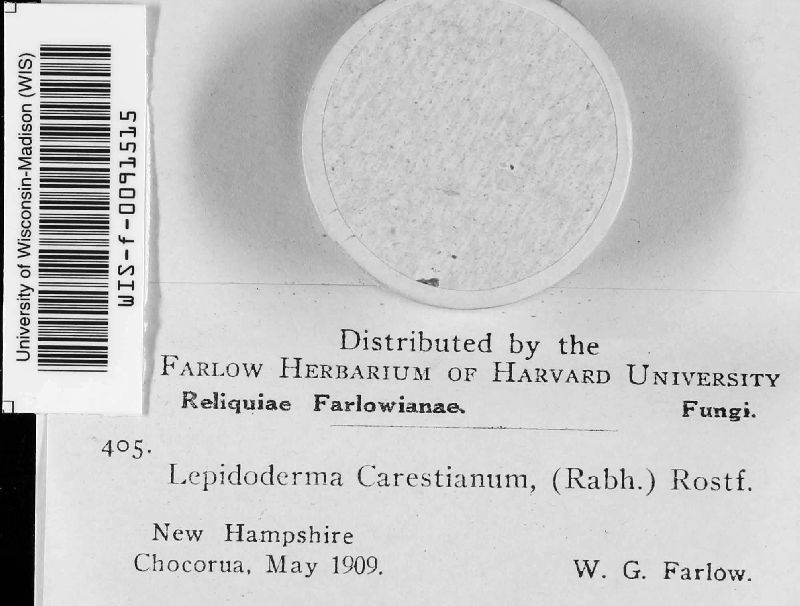 University of Wisconsin-Madison (WIS)
WIS-f-0091515
Distributed by the
FARLOW HERBARIUM OF HARVARD UNIVERSITY
Reliquiae Farlowianae. Fungi.
405.
Lepidoderma Carestianum, (Rabh.) Rostf.
New Hampshire
Chocorua, May 1909. W. G. Farlow.